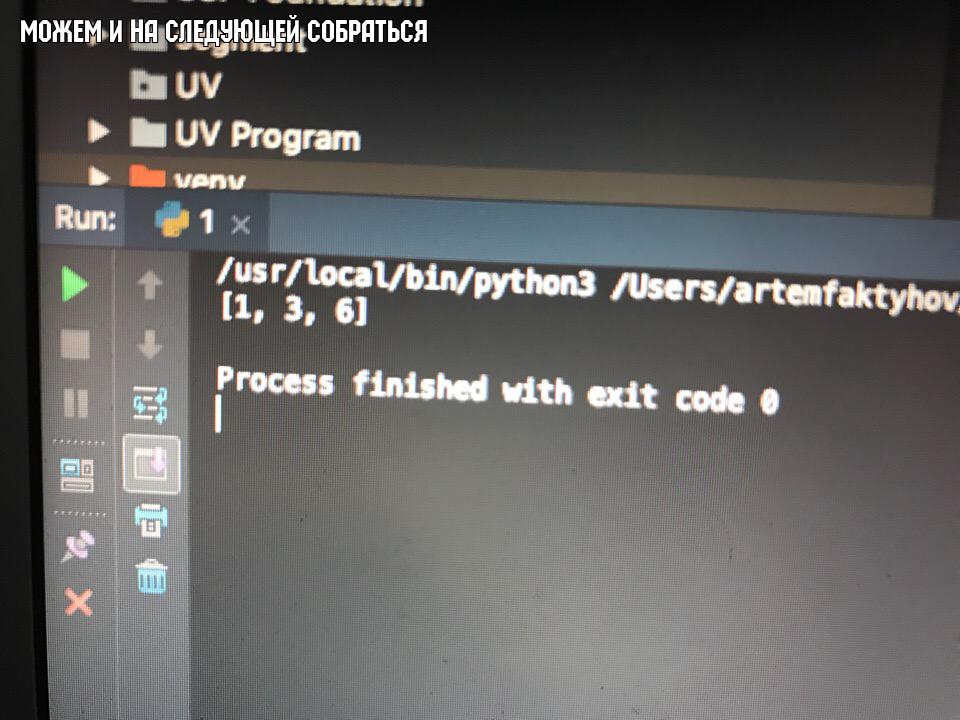 МОЖЕМ И НА СЛЕДУЮЩЕЙ СОБРАТЬСЯ
segment
UV
UV Program
venv
Run: 1
/usr/local/bin/python3 /Users/artemfaktyhov
[1, 3, 6]
Process finished with exit code 0